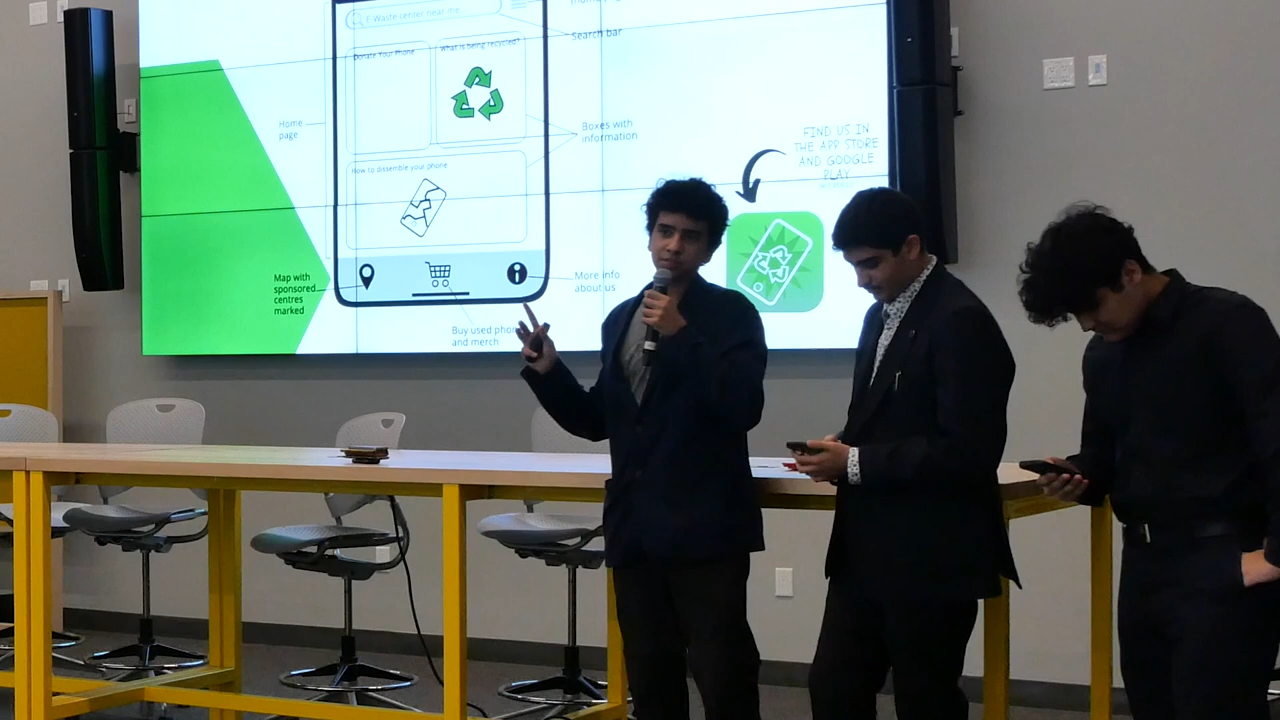 E-Waste center near me...
Search bar
Donate Your Phone
What is being recycled?
Home
page
Boxes with
information
FIND US IN
THE APP STORE
AND GOOGLE
PLAY
How to dissemble your phone
Map with
sponsored
centres
marked
More info
about us
Buy used phon
and merch